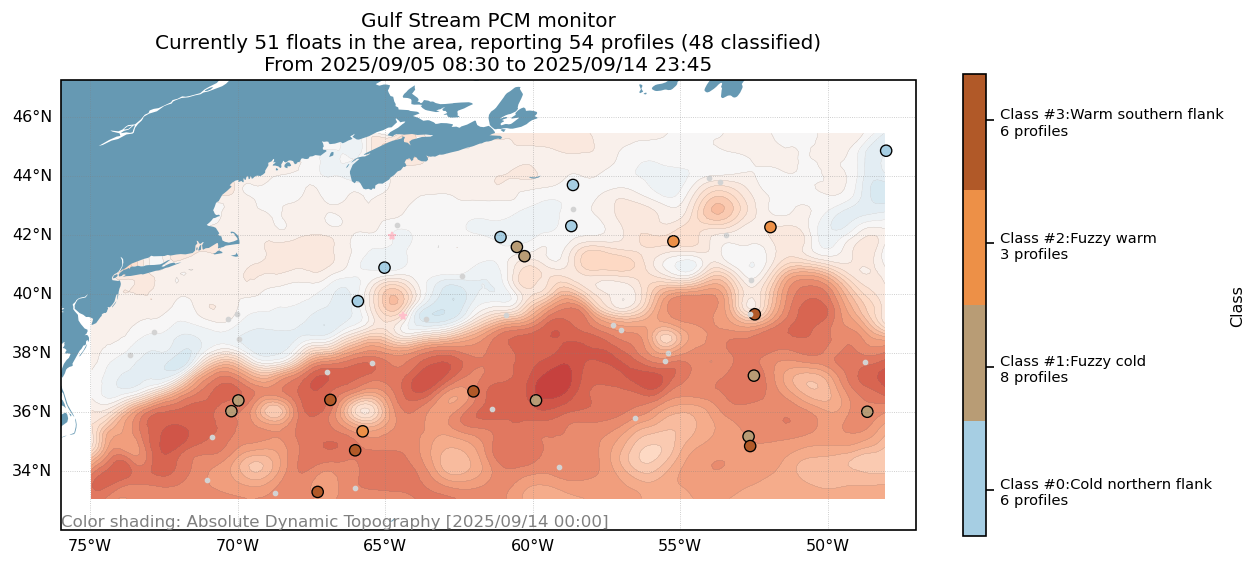 Gulf Stream PCM monitor
Currently 51 floats in the area, reporting 54 profiles (48 classified)
From 2025/09/05 08:30 to 2025/09/14 23:45
46°N
44°N
42°N
40°N
38°N
36°N
34°N
Color shading: Absolute Dynamic Topography [2025/09/14 00:00]
75°W
70°W
65°W
60°W
55°W
50°W
Class #3:Warm southern flank
6 profiles
Class #2:Fuzzy warm
3 profiles
Class #1:Fuzzy cold
8 profiles
Class #0:Cold northern flank
6 profiles
Class